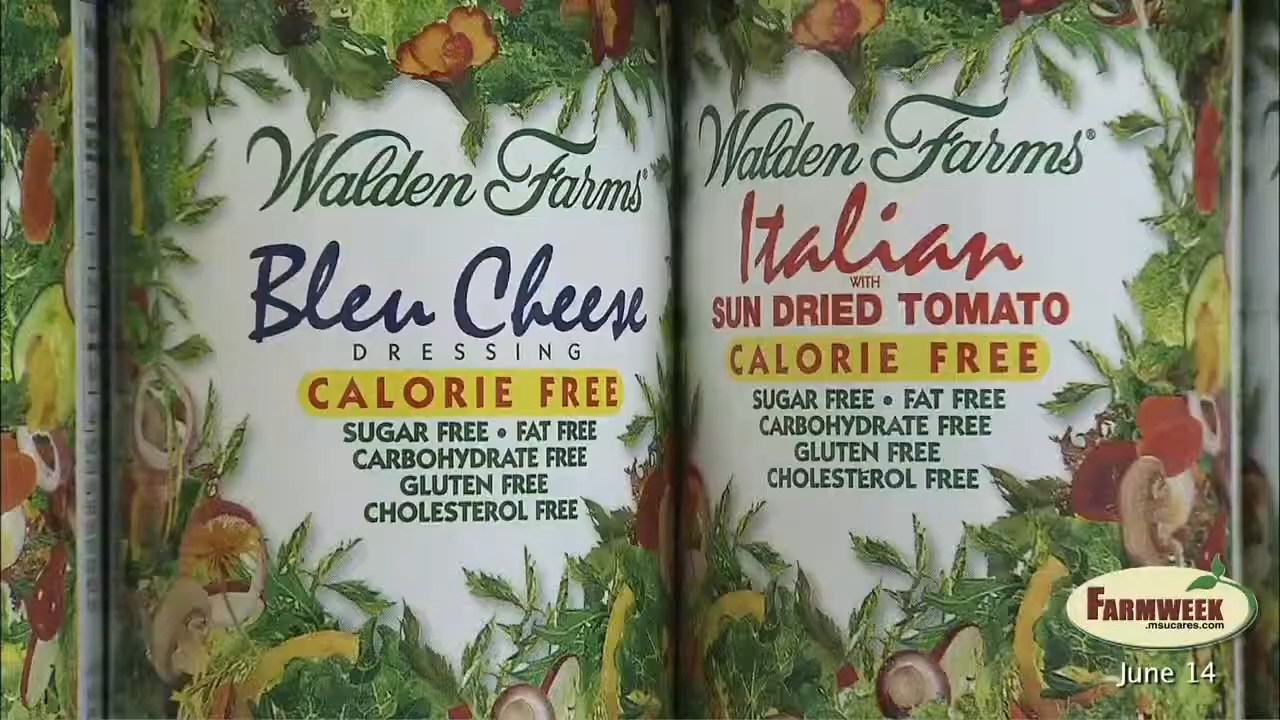 Walden Farms®
Bleu Cheese
DRESSING
CALORIE FREE
SUGAR FREE • FAT FREE
CARBOHYDRATE FREE
GLUTEN FREE
CHOLESTEROL FREE
Walden Farms®
Italian
WITH
SUN DRIED TOMATO
CALORIE FREE
SUGAR FREE • FAT FREE
CARBOHYDRATE FREE
GLUTEN FREE
CHOLESTEROL FREE
FARMWEEK
.msucares.com
June 14